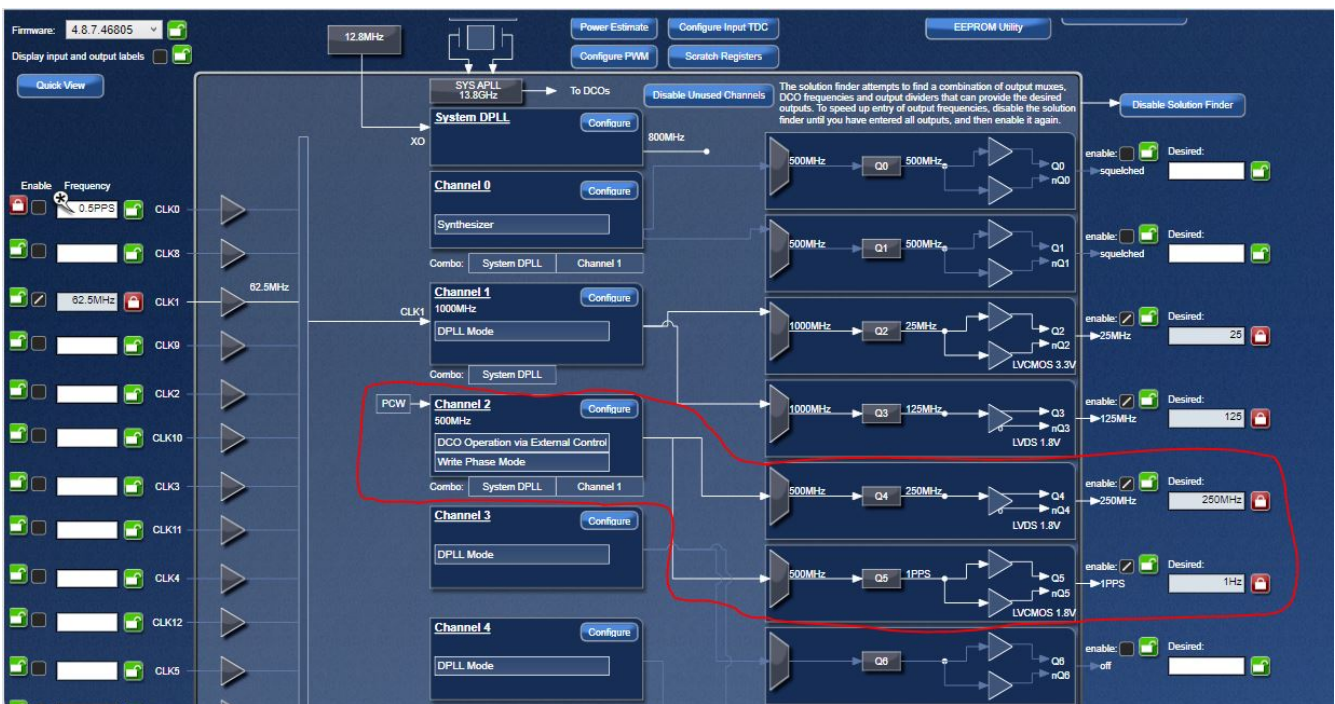 Firmware: 4.8.7.46805
Display input and output labels
Quick View
12.8MHz
Power Estimate
Configure Input TDC
Configure PWM
Scratch Registers
EEPROM Utility
SYS APLL
13.8GHz
To DCOs
Disable Unused Channels
The solution finder attempts to find a combination of output muxes,
DCO frequencies and output dividers that can provide the desired
outputs. To speed up entry of output frequencies, disable the solution
finder until you have entered all outputs, and then enable it again.
Disable Solution Finder
XO
System DPLL
Configure
800MHz
Channel 0
Configure
Synthesizer
Combo: System DPLL Channel 1
CLK1
Channel 1
Configure
1000MHz
DPLL Mode
Combo: System DPLL
PCW
Channel 2
Configure
500MHz
DCO Operation via External Control
Write Phase Mode
Combo: System DPLL Channel 1
Channel 3
Configure
DPLL Mode
Channel 4
Configure
DPLL Mode
Enable Frequency
0.5PPS CLK0
CLK8
62.5MHz CLK1
62.5MHz
CLK9
CLK2
CLK10
CLK3
CLK11
CLK4
CLK12
CLK5
500MHz Q0 500MHz
Q0
nQ0
enable: Desired:
squelched
500MHz Q1 500MHz
Q1
nQ1
enable: Desired:
squelched
1000MHz Q2 25MHz
Q2
nQ2
LVCMOS 3.3V
enable: Desired:
25MHz 25
1000MHz Q3 125MHz
Q3
nQ3
LVDS 1.8V
enable: Desired:
125MHz 125
500MHz Q4 250MHz
Q4
nQ4
LVDS 1.8V
enable: Desired:
250MHz 250MHz
500MHz Q5 1PPS
Q5
nQ5
LVCMOS 1.8V
enable: Desired:
1PPS 1Hz
Q6
Q6
nQ6
enable: Desired:
off